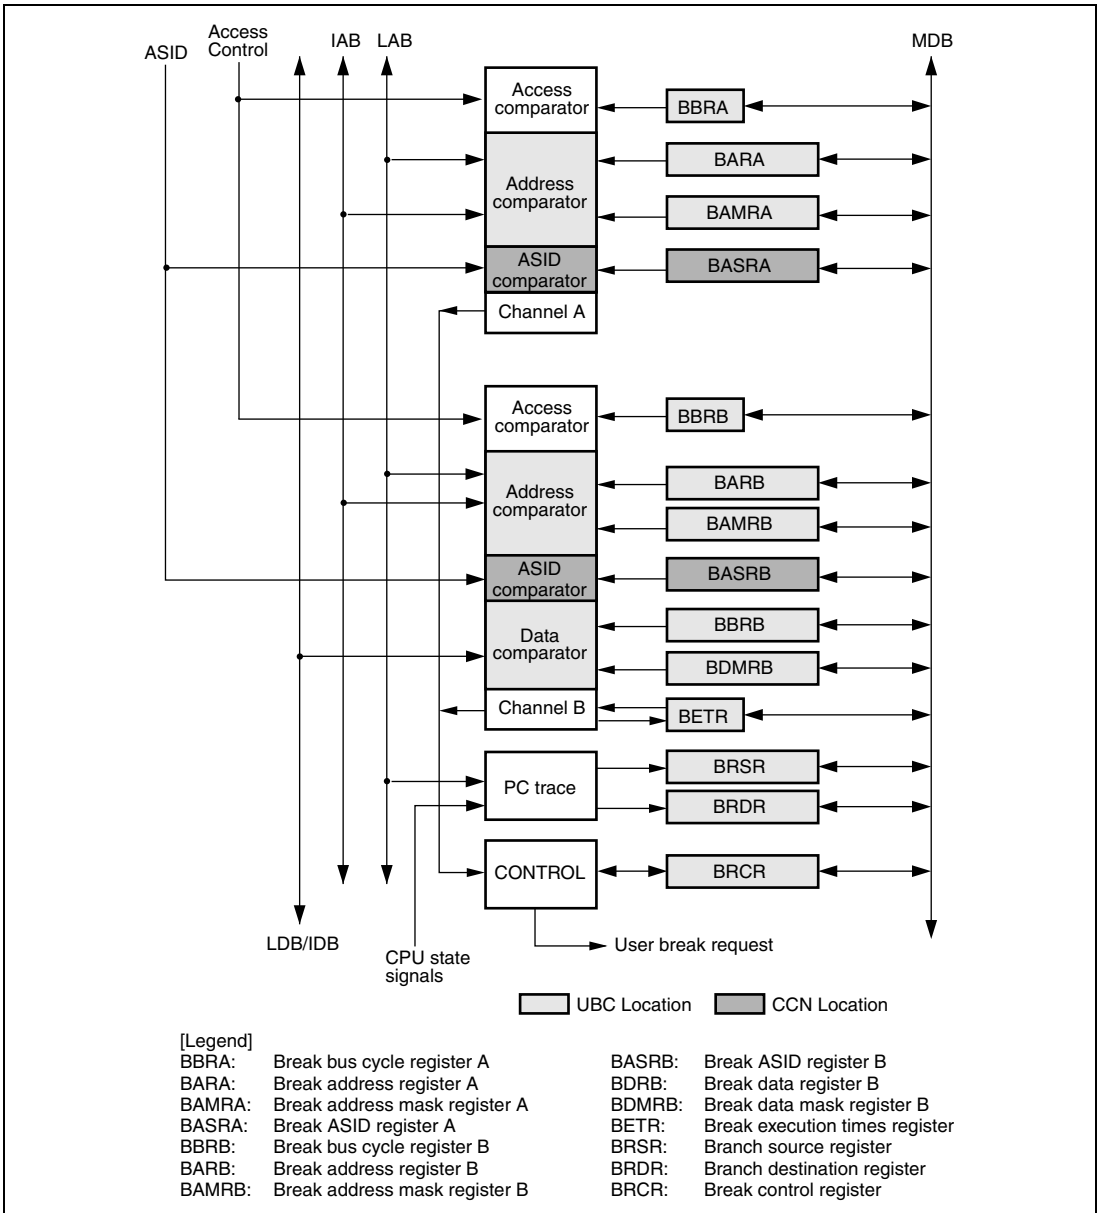 ASID
Access
Control
IAB
LAB
MDB
Access
comparator
BBRA
Address
comparator
BARA
BAMRA
ASID
comparator
BASRA
Channel A
Access
comparator
BBRB
Address
comparator
BARB
BAMRB
ASID
comparator
BASRB
Data
comparator
BBRB
BDMRB
Channel B
BETR
PC trace
BRSR
BRDR
CONTROL
BRCR
LDB/IDB
CPU state
signals
User break request
UBC Location
CCN Location
[Legend]
BBRA: Break bus cycle register A
BARA: Break address register A
BAMRA: Break address mask register A
BASRA: Break ASID register A
BBRB: Break bus cycle register B
BARB: Break address register B
BAMRB: Break address mask register B
BASRB: Break ASID register B
BDRB: Break data register B
BDMRB: Break data mask register B
BETR: Break execution times register
BRSR: Branch source register
BRDR: Branch destination register
BRCR: Break control register